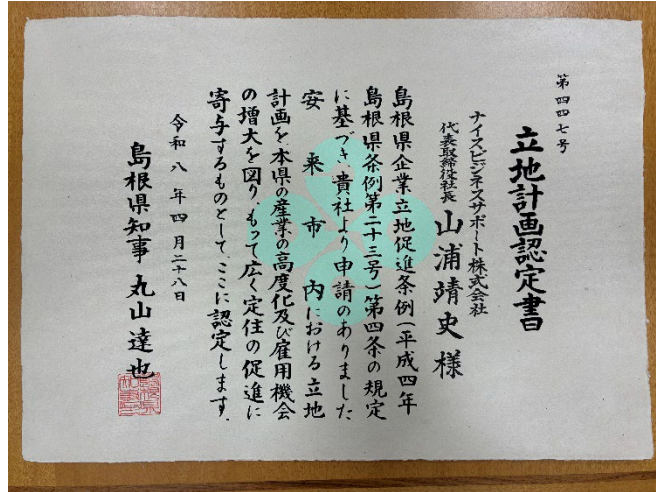 第四四七号
立地計画認定書
ナイスビジネスサポート株式会社
代表取締役社長 山浦靖史 様
島根県企業立地促進条例(平成四年
島根県条例第二十三号)第四条の規定
に基づき貴社より申請のありました
安来市内における立地
計画を本県の産業の高度化及び雇用機会
の増大を図りもって広く定住の促進に
寄与するものとして、ここに認定します。
令和八年四月二十八日
島根県知事 丸山達也